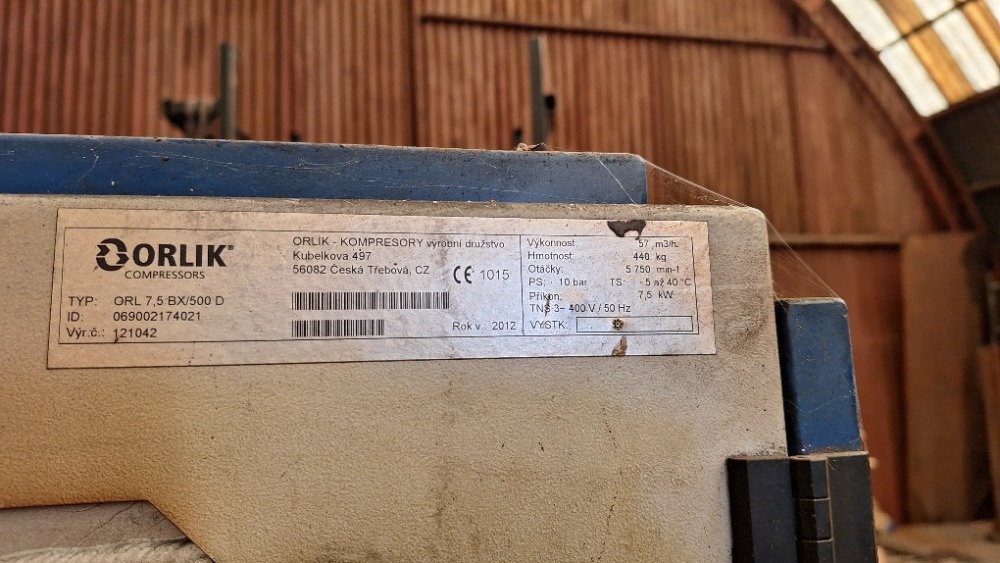 ORLIK®
COMPRESSORS
TYP: ORL 7,5 BX/500 D
ID: 069002174021
Výr.č.: 121042
ORLÍK - KOMPRESORY výrobní družstvo
Kubelkova 497
56082 Česká Třebová, CZ
CE 1015
Rok v. 2012
Výkonnost 57 m3/h.
Hmotnost 440 kg
Otáčky: 5 750 min-1
PS: - 10 bar TS: - 5 až 40 °C
Příkon: 7,5 kW
TNS 3~ 400 V / 50 Hz
VÝSTK: